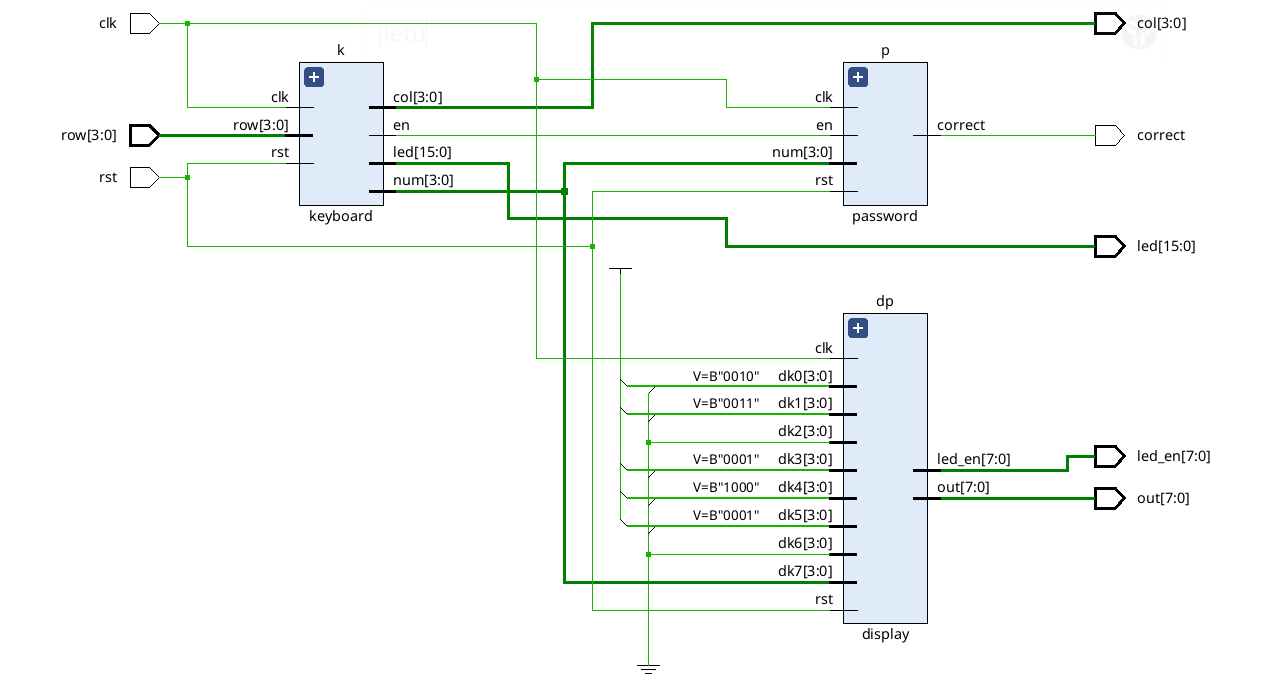 clk
jietu
col[3:0]
k
p
clk
col[3:0]
clk
row[3:0]
row[3:0]
en
en
correct
correct
rst
led[15:0]
num[3:0]
rst
num[3:0]
rst
keyboard
password
led[15:0]
dp
clk
V=B"0010"
dk0[3:0]
V=B"0011"
dk1[3:0]
dk2[3:0]
V=B"0001"
dk3[3:0]
led_en[7:0]
led_en[7:0]
V=B"1000"
dk4[3:0]
out[7:0]
out[7:0]
V=B"0001"
dk5[3:0]
dk6[3:0]
dk7[3:0]
rst
display